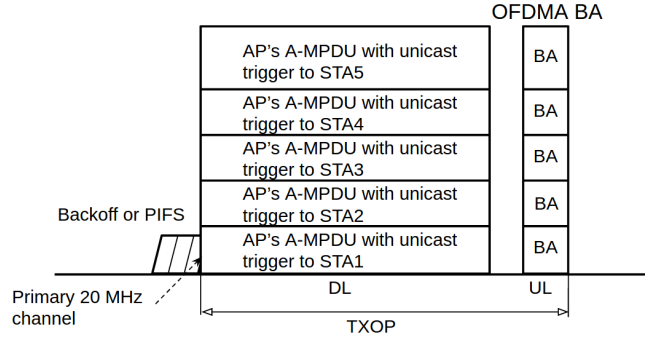 OFDMA BA
AP's A-MPDU with unicast
trigger to STA5
BA
AP's A-MPDU with unicast
trigger to STA4
BA
AP's A-MPDU with unicast
trigger to STA3
BA
AP's A-MPDU with unicast
trigger to STA2
BA
Backoff or PIFS
AP's A-MPDU with unicast
trigger to STA1
BA
Primary 20 MHz
channel
DL
UL
TXOP